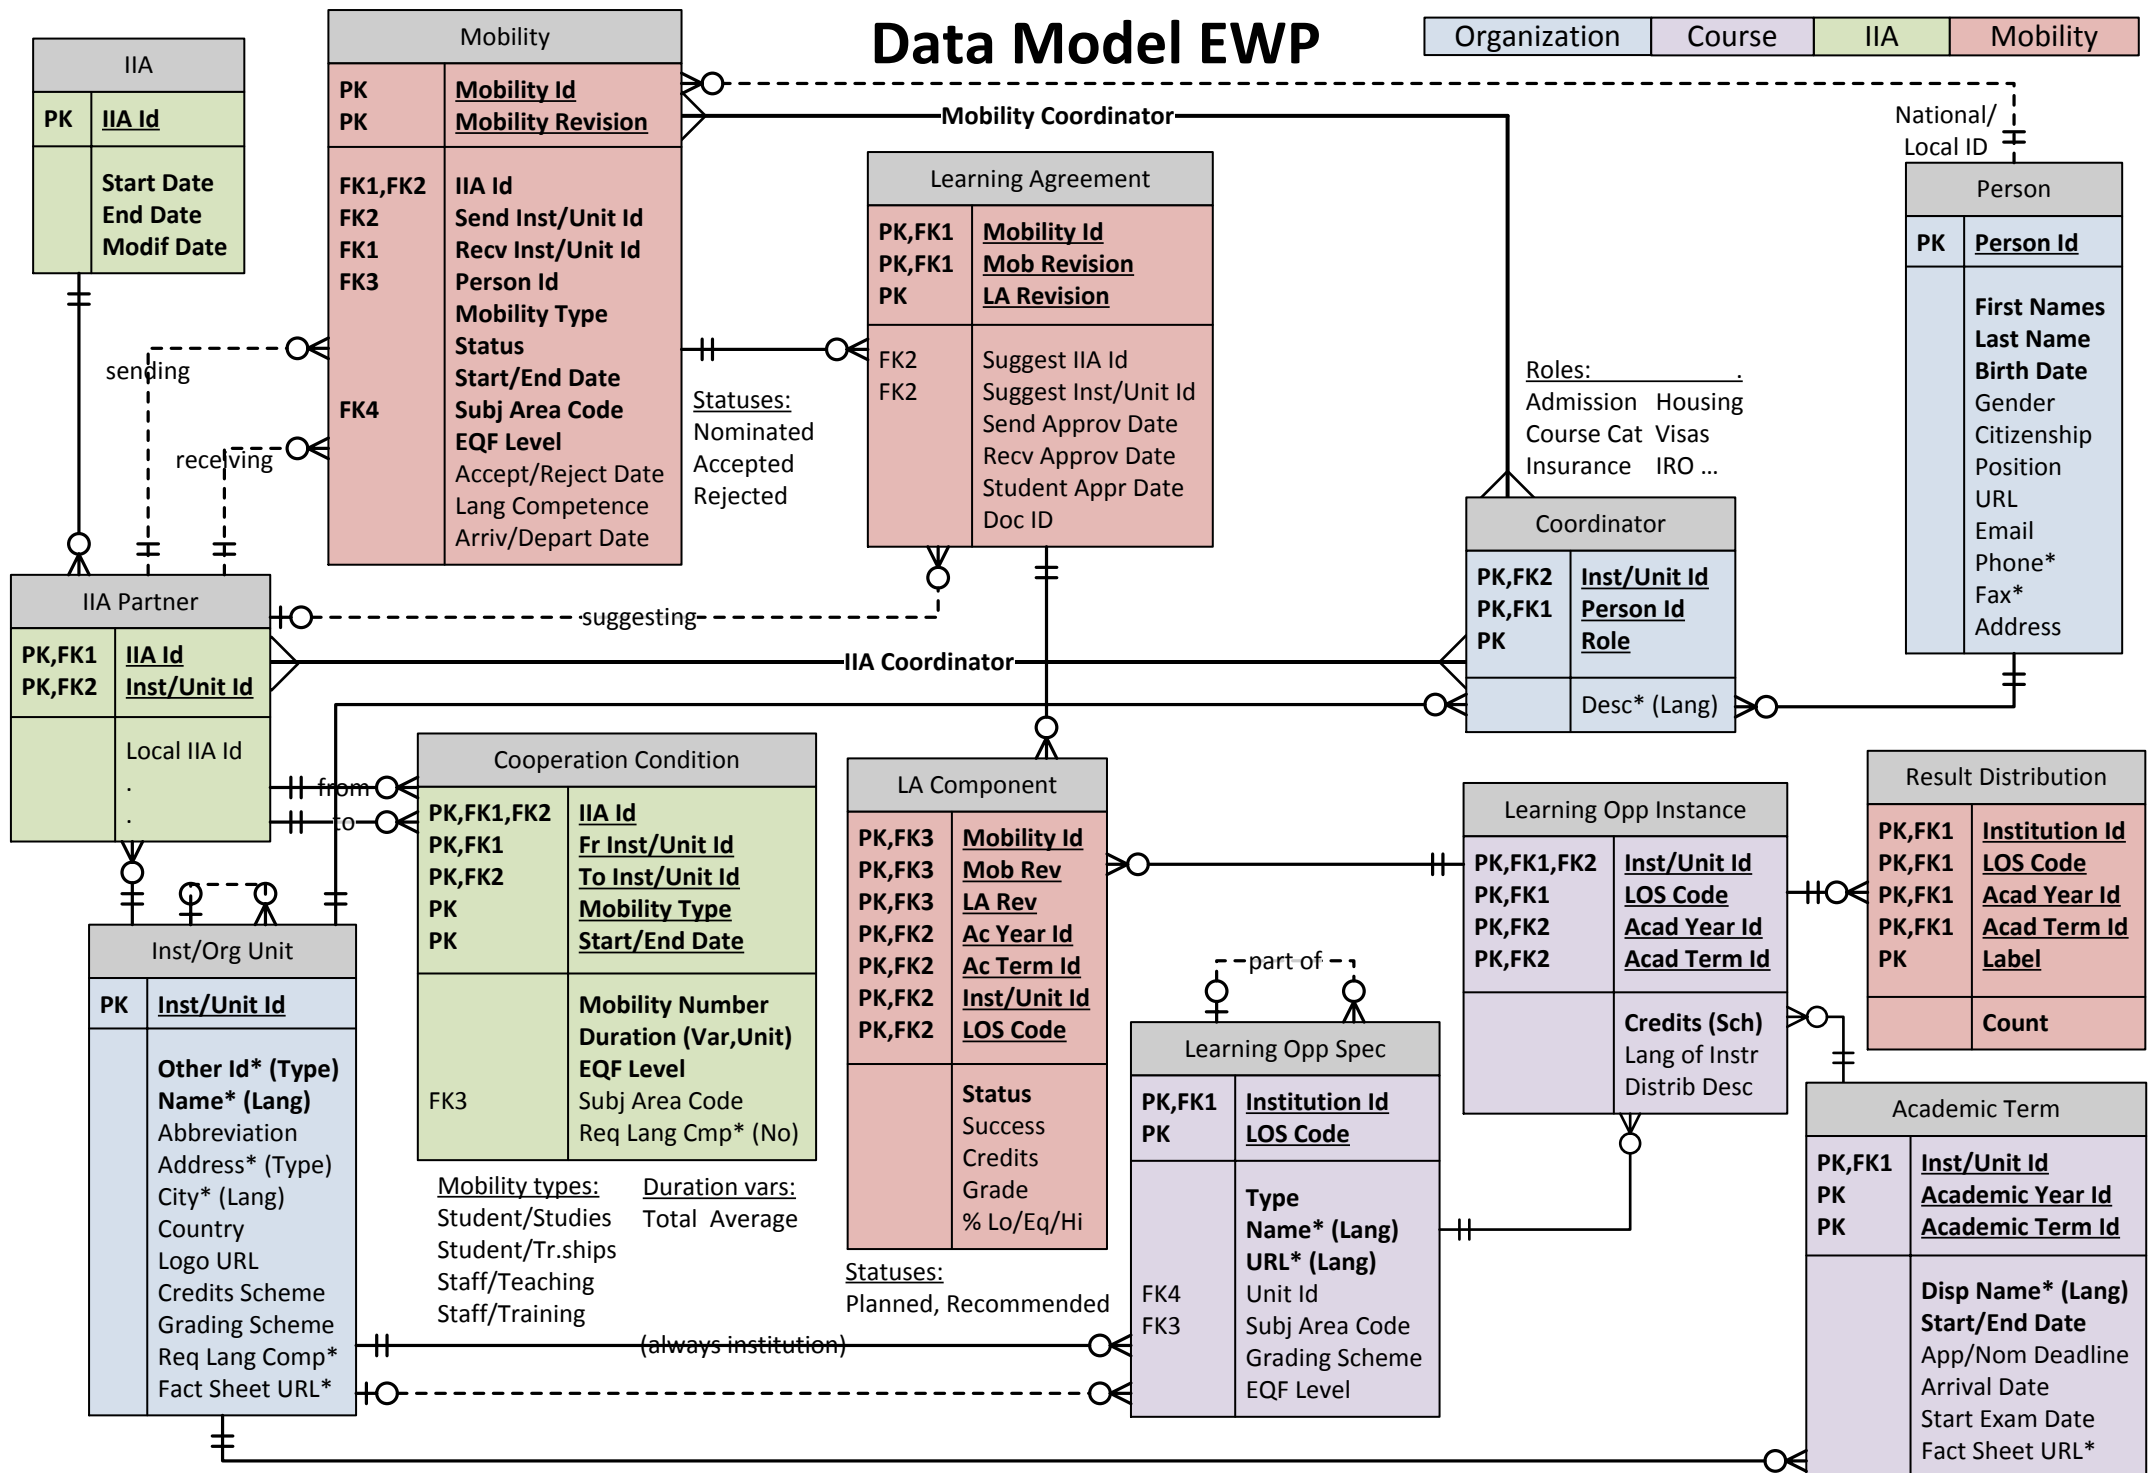 Data Model EWP
Organization Course IIA Mobility
IIA
PK IIA Id
Start Date
End Date
Modif Date
Mobility
PK Mobility Id
PK Mobility Revision
FK1,FK2 IIA Id
FK2 Send Inst/Unit Id
FK1 Recv Inst/Unit Id
FK3 Person Id
Mobility Type
Status
Start/End Date
FK4 Subj Area Code
EQF Level
Accept/Reject Date
Lang Competence
Arriv/Depart Date
Mobility Coordinator
National/
Local ID
Learning Agreement
PK,FK1 Mobility Id
PK,FK1 Mob Revision
PK LA Revision
FK2 Suggest IIA Id
FK2 Suggest Inst/Unit Id
Send Approv Date
Recv Approv Date
Student Appr Date
Doc ID
Person
PK Person Id
First Names
Last Name
Birth Date
Gender
Citizenship
Position
URL
Email
Phone*
Fax*
Address
sending
receiving
Statuses:
Nominated
Accepted
Rejected
Roles: .
Admission Housing
Course Cat Visas
Insurance IRO ...
Coordinator
PK,FK2 Inst/Unit Id
PK,FK1 Person Id
PK Role
Desc* (Lang)
IIA Partner
PK,FK1 IIA Id
PK,FK2 Inst/Unit Id
Local IIA Id
.
.
suggesting
IIA Coordinator
from
to
Cooperation Condition
PK,FK1,FK2 IIA Id
PK,FK1 Fr Inst/Unit Id
PK,FK2 To Inst/Unit Id
PK Mobility Type
PK Start/End Date
Mobility Number
Duration (Var,Unit)
EQF Level
FK3 Subj Area Code
Req Lang Cmp* (No)
Mobility types:
Student/Studies
Student/Tr.ships
Staff/Teaching
Staff/Training
Duration vars:
Total Average
LA Component
PK,FK3 Mobility Id
PK,FK3 Mob Rev
PK,FK3 LA Rev
PK,FK2 Ac Year Id
PK,FK2 Ac Term Id
PK,FK2 Inst/Unit Id
PK,FK2 LOS Code
Status
Success
Credits
Grade
% Lo/Eq/Hi
Statuses:
Planned, Recommended
Learning Opp Instance
PK,FK1,FK2 Inst/Unit Id
PK,FK1 LOS Code
PK,FK2 Acad Year Id
PK,FK2 Acad Term Id
Credits (Sch)
Lang of Instr
Distrib Desc
Result Distribution
PK,FK1 Institution Id
PK,FK1 LOS Code
PK,FK1 Acad Year Id
PK,FK1 Acad Term Id
PK Label
Count
Inst/Org Unit
PK Inst/Unit Id
Other Id* (Type)
Name* (Lang)
Abbreviation
Address* (Type)
City* (Lang)
Country
Logo URL
Credits Scheme
Grading Scheme
Req Lang Comp*
Fact Sheet URL*
part of
Learning Opp Spec
PK,FK1 Institution Id
PK LOS Code
Type
Name* (Lang)
URL* (Lang)
FK4 Unit Id
FK3 Subj Area Code
Grading Scheme
EQF Level
(always institution)
Academic Term
PK,FK1 Inst/Unit Id
PK Academic Year Id
PK Academic Term Id
Disp Name* (Lang)
Start/End Date
App/Nom Deadline
Arrival Date
Start Exam Date
Fact Sheet URL*